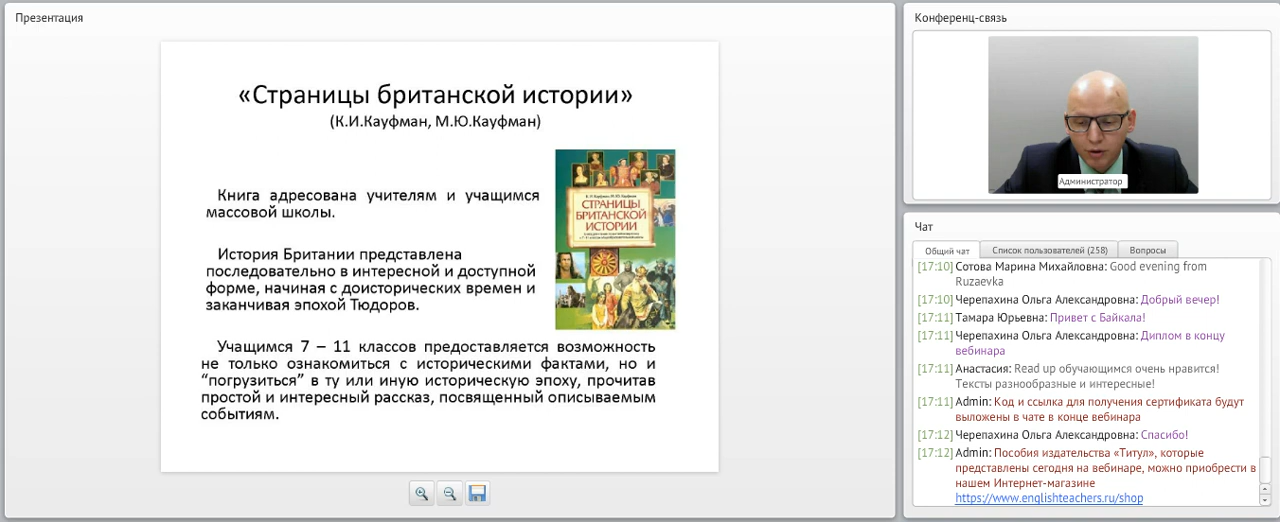 Презентация
«Страницы британской истории»
(К.И.Кауфман, М.Ю.Кауфман)
Книга адресована учителям и учащимся
массовой школы.
История Британии представлена
последовательно в интересной и доступной
форме, начиная с доисторических времен и
заканчивая эпохой Тюдоров.
Учащимся 7 – 11 классов предоставляется возможность
не только ознакомиться с историческими фактами, но и
“погрузиться” в ту или иную историческую эпоху, прочитав
простой и интересный рассказ, посвященный описываемым
событиям.
К.И. Кауфман, М.Ю. Кауфман
СТРАНИЦЫ
БРИТАНСКОЙ
ИСТОРИИ
Конференц-связь
Администратор
Чат
Общий чат
Список пользователей (258)
Вопросы
[17:10] Сотова Марина Михайловна: Good evening from
Ruzaevka
[17:10] Черепахина Ольга Александровна: Добрый вечер!
[17:11] Тамара Юрьевна: Привет с Байкала!
[17:11] Черепахина Ольга Александровна: Диплом в концу
вебинара
[17:11] Анастасия: Read up обучающимся очень нравится!
Тексты разнообразные и интересные!
[17:11] Admin: Код и ссылка для получения сертификата будут
выложены в чате в конце вебинара
[17:12] Черепахина Ольга Александровна: Спасибо!
[17:12] Admin: Пособия издательства «Титул», которые
представлены сегодня на вебинаре, можно приобрести в
нашем Интернет-магазине
https://www.englishteachers.ru/shop